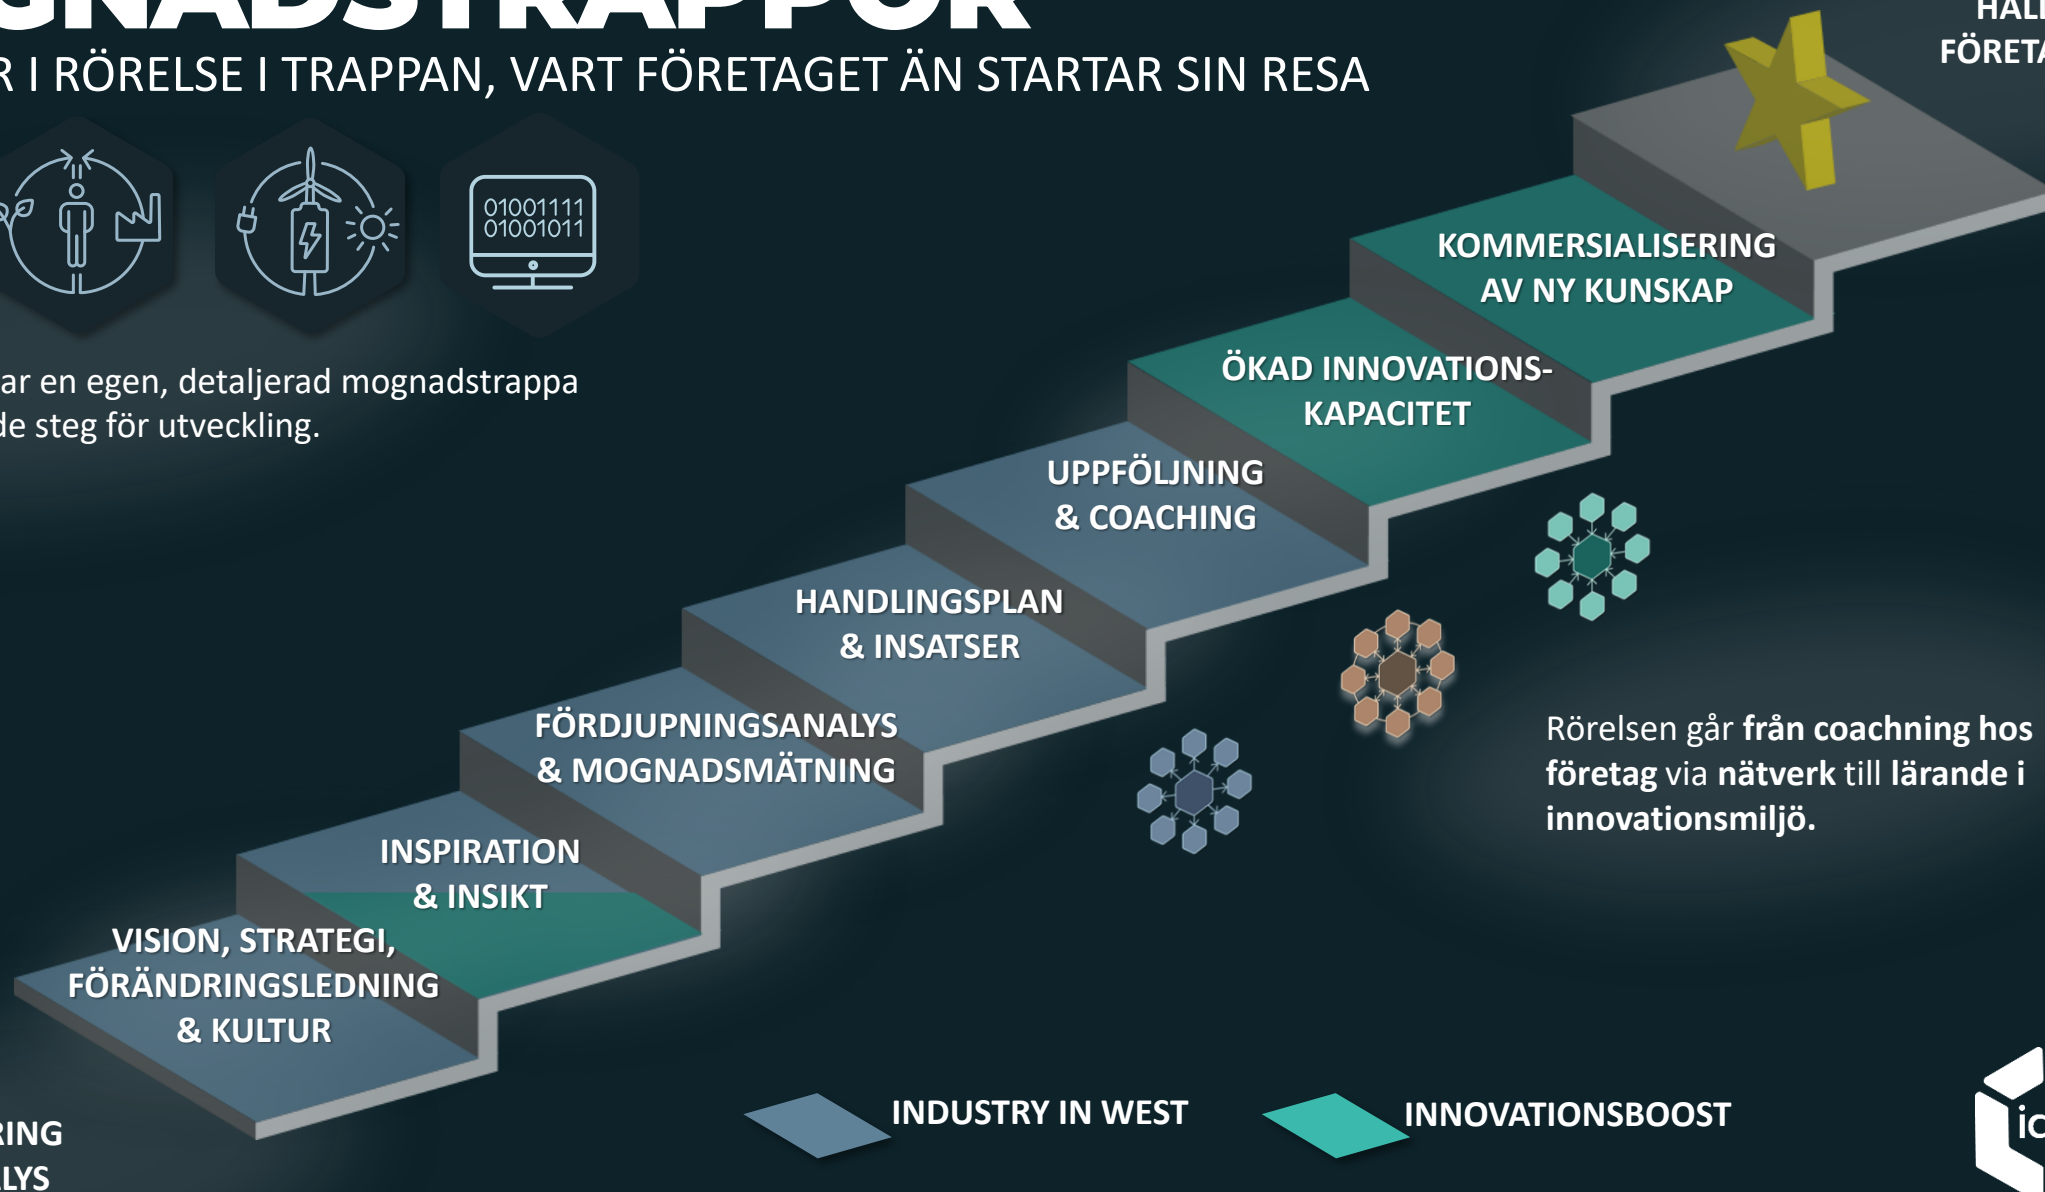 GNADSTRAPPOR
R I RÖRELSE I TRAPPAN, VART FÖRETAGET ÄN STARTAR SIN RESA
01001111
01001011
ar en egen, detaljerad mognadstrappa
de steg för utveckling.
KOMMERSIALISERING
AV NY KUNSKAP
ÖKAD INNOVATIONS-
KAPACITET
UPPFÖLJNING
& COACHING
HANDLINGSPLAN
& INSATSER
FÖRDJUPNINGSANALYS
& MOGNADSMÄTNING
INSPIRATION
& INSIKT
VISION, STRATEGI,
FÖRÄNDRINGSLEDNING
& KULTUR
Rörelsen går från coachning hos
företag via nätverk till lärande i
innovationsmiljö.
RING
LYS
INDUSTRY IN WEST
INNOVATIONSBOOST